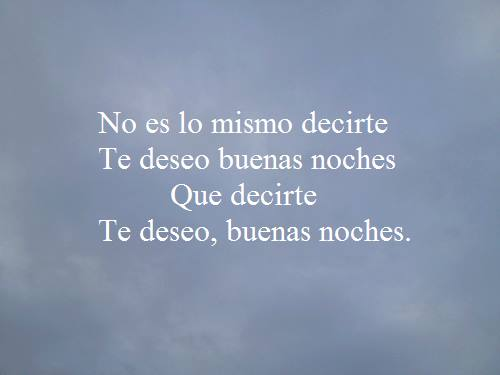 No es lo mismo decirte
Te deseo buenas noches
Que decirte
Te deseo, buenas noches.